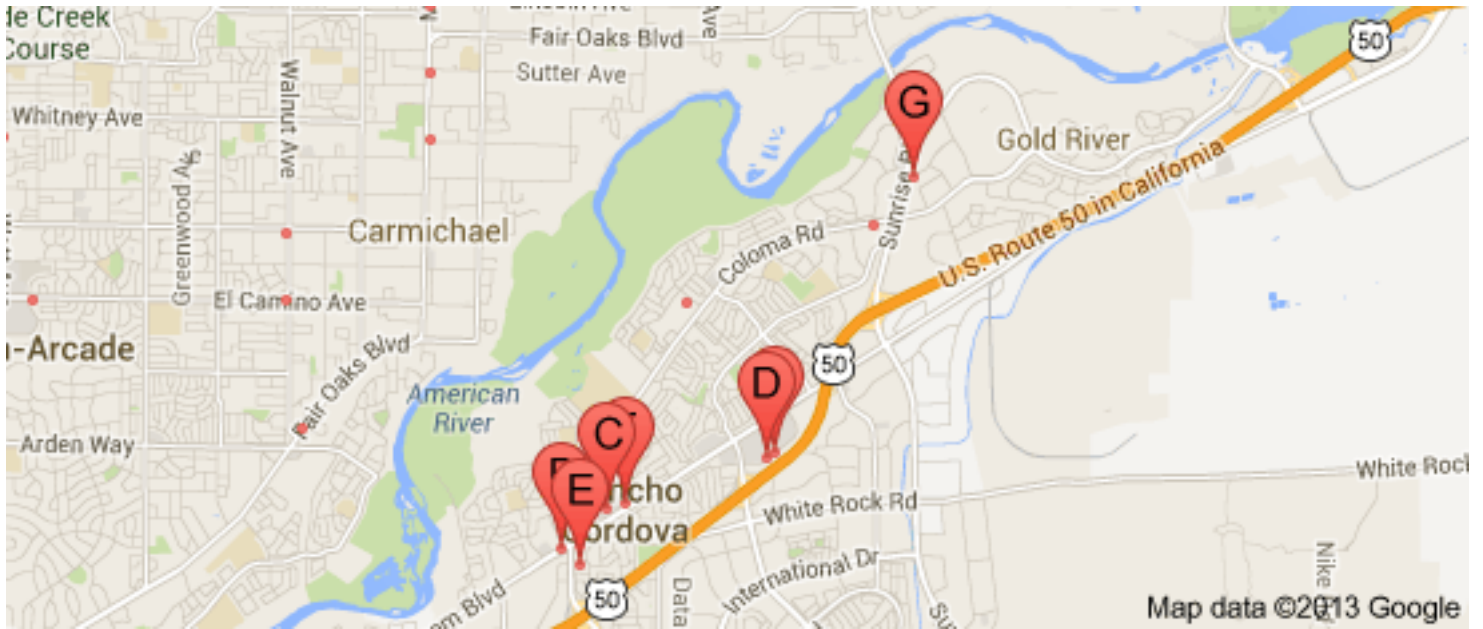 de Creek
Course
Fair Oaks Blvd
Sutter Ave
Ave
50
Whitney Ave
Walnut Ave
G
Gold River
Greenwood
Carmichael
Sunrise
Coloma Rd
U.S. Route 50 in California
El Camino Ave
-Arcade
Fair Oaks Blvd
50
D
American
River
C
Arden Way
E
White Rock Rd
White Rock
International Dr
50
Data
Nike
Blvd
Map data ©2013 Google